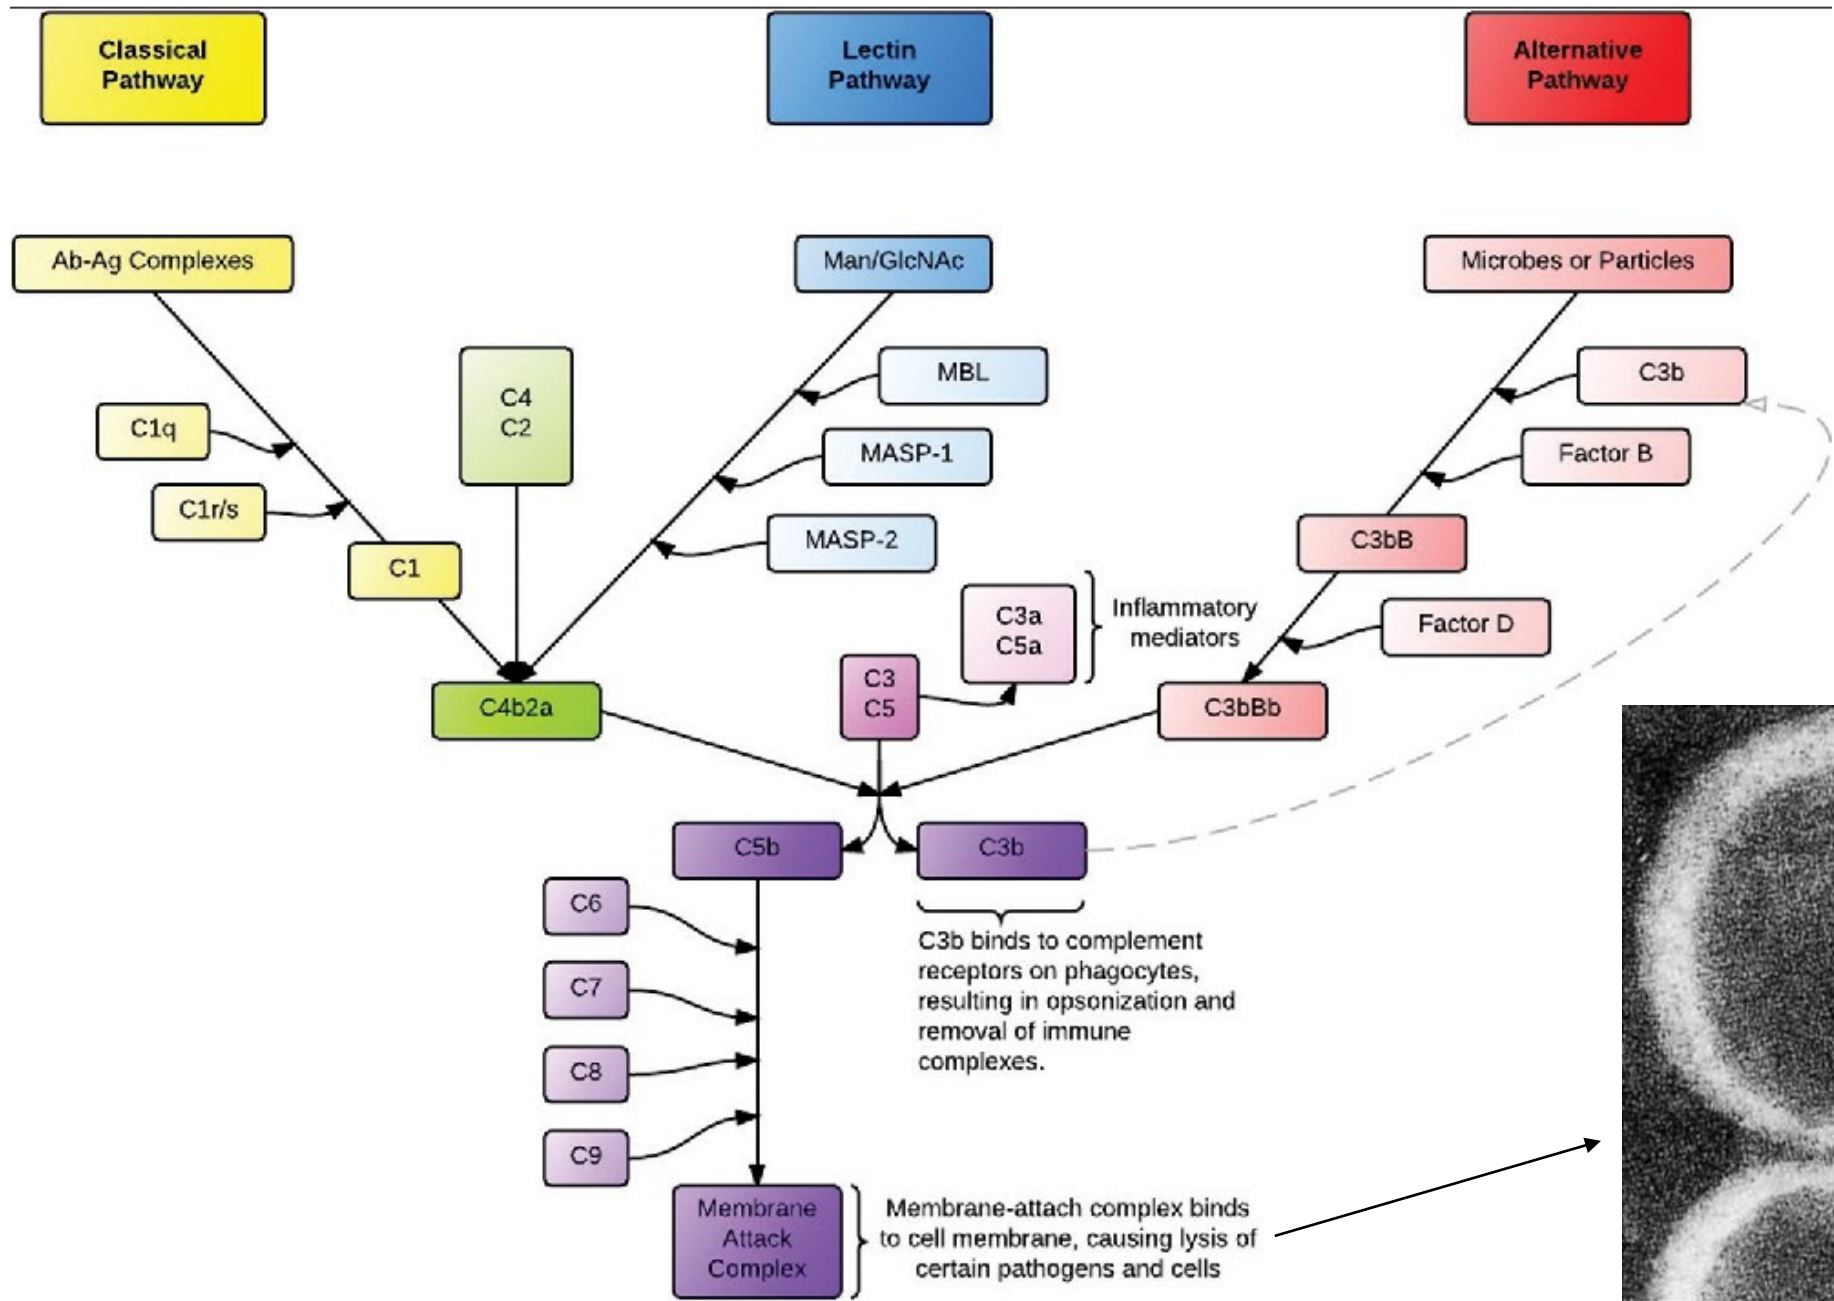 Classical
Pathway
Lectin
Pathway
Alternative
Pathway
Ab-Ag Complexes
Man/GlcNAc
Microbes or Particles
C4
C2
MBL
C3b
C1q
MASP-1
Factor B
C1r/s
MASP-2
C3bB
C1
C3a
C5a
Inflammatory
mediators
Factor D
C3
C5
C4b2a
C3bBb
C5b
C3b
C6
C3b binds to complement
receptors on phagocytes,
resulting in opsonization and
removal of immune
complexes.
C7
C8
C9
Membrane
Attack
Complex
Membrane-attach complex binds
to cell membrane, causing lysis of
certain pathogens and cells